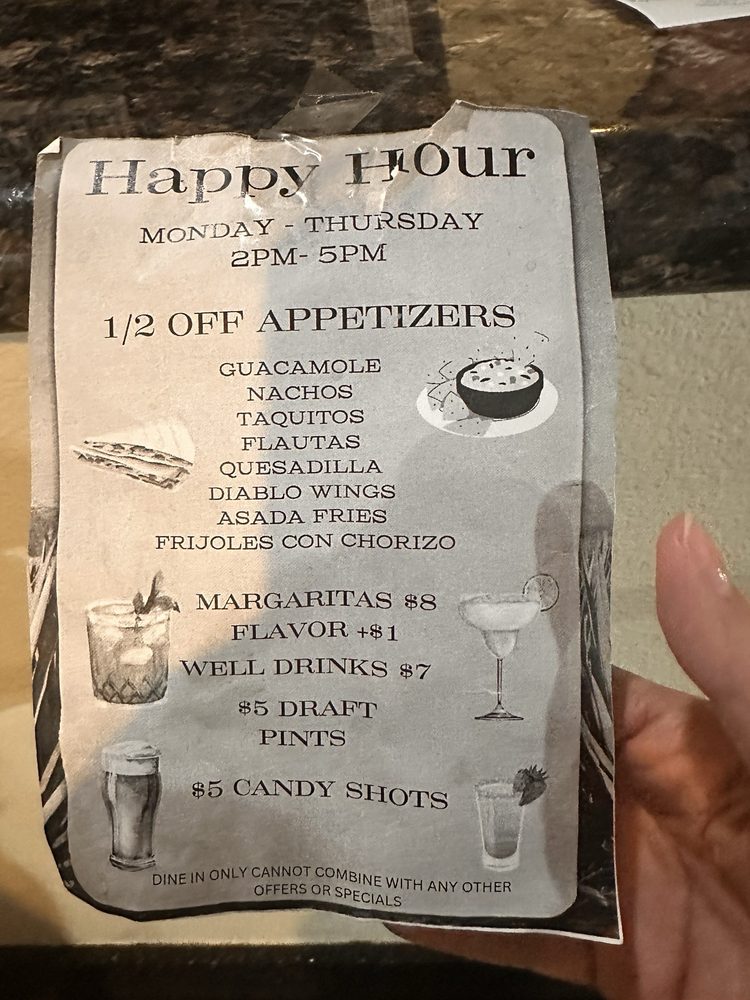 Happy Hour
MONDAY - THURSDAY
2PM- 5PM
1/2 OFF APPETIZERS
GUACAMOLE
NACHOS
TAQUITOS
FLAUTAS
QUESADILLA
DIABLO WINGS
ASADA FRIES
FRIJOLES CON CHORIZO
MARGARITAS $8
FLAVOR +$1
WELL DRINKS $7
$5 DRAFT
PINTS
$5 CANDY SHOTS
DINE IN ONLY CANNOT COMBINE WITH ANY OTHER
OFFERS OR SPECIALS